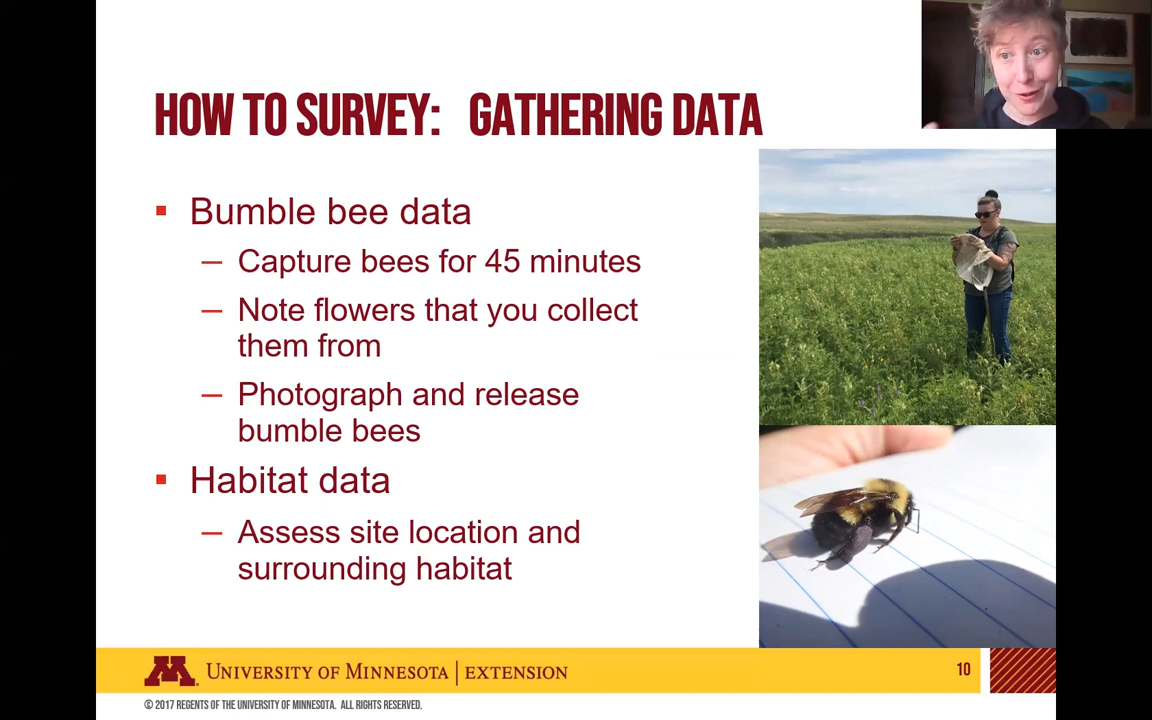 HOW TO SURVEY: GATHERING DATA
▪ Bumble bee data
– Capture bees for 45 minutes
– Note flowers that you collect
them from
– Photograph and release
bumble bees
▪ Habitat data
– Assess site location and
surrounding habitat
M UNIVERSITY OF MINNESOTA | EXTENSION
10
© 2017 REGENTS OF THE UNIVERSITY OF MINNESOTA. ALL RIGHTS RESERVED.